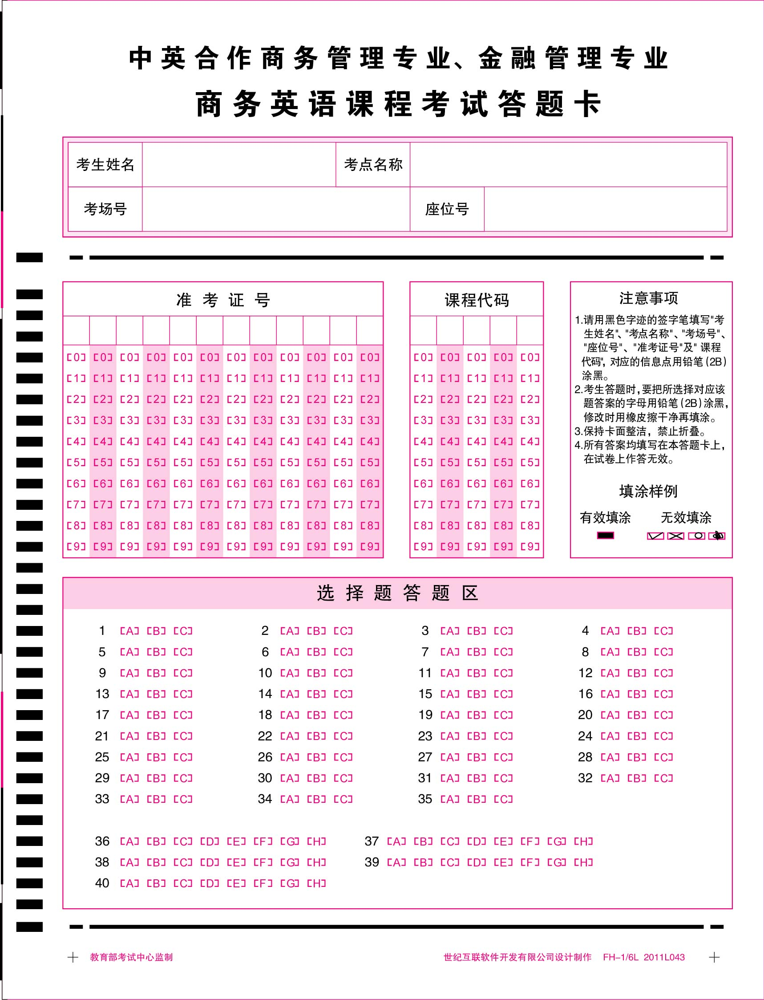 中英合作商务管理专业、金融管理专业
商务英语课程考试答题卡
考生姓名 考点名称
考场号 座位号
准考证号
[0] [0] [0] [0] [0] [0] [0] [0] [0] [0] [0] [0]
[1] [1] [1] [1] [1] [1] [1] [1] [1] [1] [1] [1]
[2] [2] [2] [2] [2] [2] [2] [2] [2] [2] [2] [2]
[3] [3] [3] [3] [3] [3] [3] [3] [3] [3] [3] [3]
[4] [4] [4] [4] [4] [4] [4] [4] [4] [4] [4] [4]
[5] [5] [5] [5] [5] [5] [5] [5] [5] [5] [5] [5]
[6] [6] [6] [6] [6] [6] [6] [6] [6] [6] [6] [6]
[7] [7] [7] [7] [7] [7] [7] [7] [7] [7] [7] [7]
[8] [8] [8] [8] [8] [8] [8] [8] [8] [8] [8] [8]
[9] [9] [9] [9] [9] [9] [9] [9] [9] [9] [9] [9]
课程代码
[0] [0] [0] [0] [0]
[1] [1] [1] [1] [1]
[2] [2] [2] [2] [2]
[3] [3] [3] [3] [3]
[4] [4] [4] [4] [4]
[5] [5] [5] [5] [5]
[6] [6] [6] [6] [6]
[7] [7] [7] [7] [7]
[8] [8] [8] [8] [8]
[9] [9] [9] [9] [9]
注意事项
1.请用黑色字迹的签字笔填写"考
生姓名"、"考点名称"、"考场号"、
"座位号"、"准考证号"及" 课程
代码", 对应的信息点用铅笔(2B)
涂黑。
2.考生答题时,要把所选择对应该
题答案的字母用铅笔(2B)涂黑,
修改时用橡皮擦干净再填涂。
3.保持卡面整洁，禁止折叠。
4.所有答案均填写在本答题卡上,
在试卷上作答无效。
填涂样例
有效填涂 无效填涂
选择题答题区
1 [A] [B] [C] 2 [A] [B] [C] 3 [A] [B] [C] 4 [A] [B] [C]
5 [A] [B] [C] 6 [A] [B] [C] 7 [A] [B] [C] 8 [A] [B] [C]
9 [A] [B] [C] 10 [A] [B] [C] 11 [A] [B] [C] 12 [A] [B] [C]
13 [A] [B] [C] 14 [A] [B] [C] 15 [A] [B] [C] 16 [A] [B] [C]
17 [A] [B] [C] 18 [A] [B] [C] 19 [A] [B] [C] 20 [A] [B] [C]
21 [A] [B] [C] 22 [A] [B] [C] 23 [A] [B] [C] 24 [A] [B] [C]
25 [A] [B] [C] 26 [A] [B] [C] 27 [A] [B] [C] 28 [A] [B] [C]
29 [A] [B] [C] 30 [A] [B] [C] 31 [A] [B] [C] 32 [A] [B] [C]
33 [A] [B] [C] 34 [A] [B] [C] 35 [A] [B] [C]
36 [A] [B] [C] [D] [E] [F] [G] [H] 37 [A] [B] [C] [D] [E] [F] [G] [H]
38 [A] [B] [C] [D] [E] [F] [G] [H] 39 [A] [B] [C] [D] [E] [F] [G] [H]
40 [A] [B] [C] [D] [E] [F] [G] [H]
教育部考试中心监制 世纪互联软件开发有限公司设计制作 FH-1/6L 2011L043